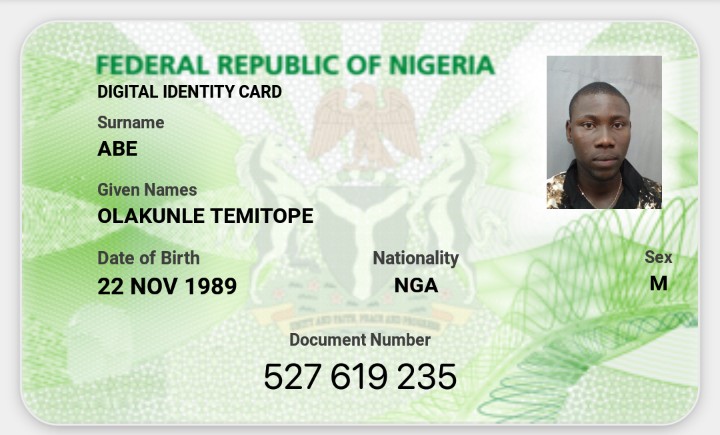 FEDERAL REPUBLIC OF NIGERIA
DIGITAL IDENTITY CARD
Surname
ABE
Given Names
OLAKUNLE TEMITOPE
Date of Birth
22 NOV 1989
Nationality
NGA
Sex
M
UNITY AND FAITH, PEACE AND PROGRESS
Document Number
527 619 235